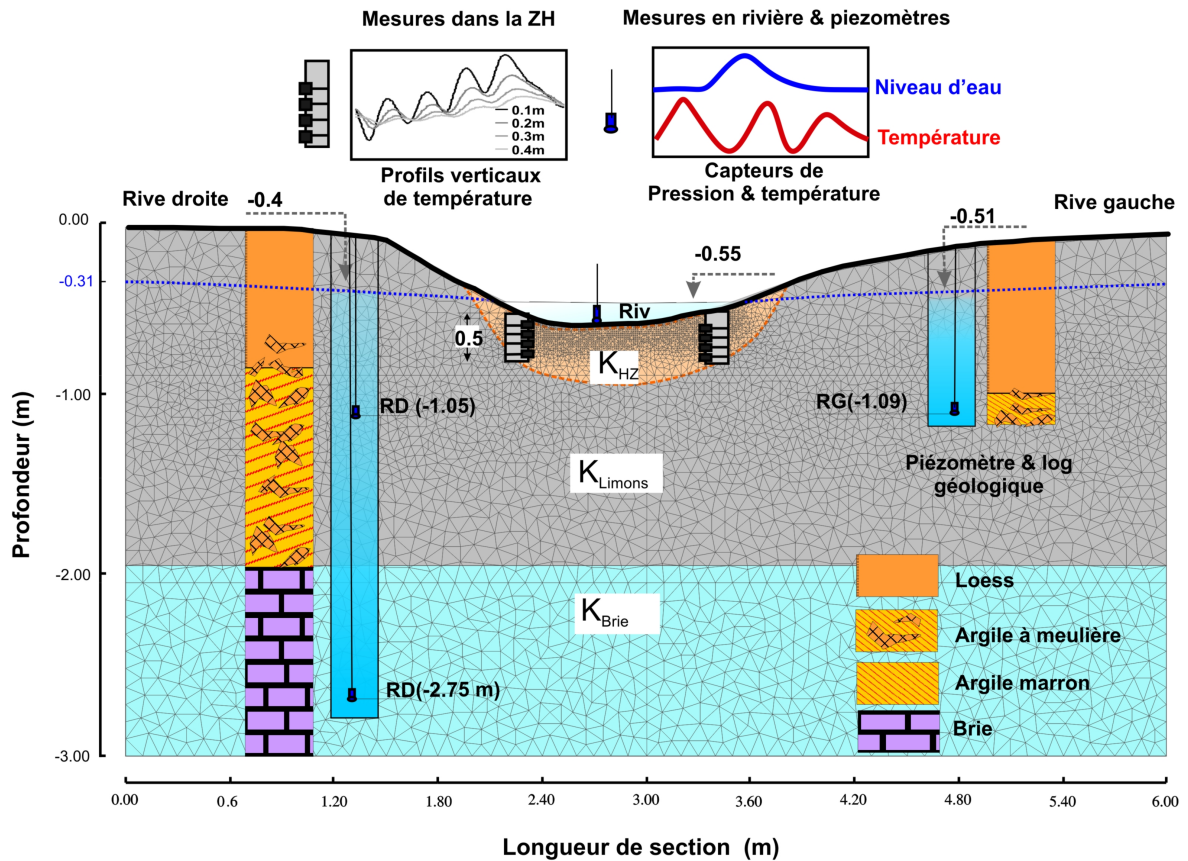 Mesures dans la ZH
Mesures en rivière & piezomètres
0.1m
0.2m
0.3m
0.4m
Niveau d'eau
Température
Profils verticaux
de température
Capteurs de
Pression & température
Rive droite
-0.4
-0.55
-0.51
Rive gauche
0.00
-0.31
-1.00
-2.00
-3.00
Profondeur (m)
Riv
0.5
KHZ
RD (-1.05)
RG(-1.09)
KLimons
Piézomètre & log
géologique
KBrie
RD(-2.75 m)
Loess
Argile à meulière
Argile marron
Brie
0.00 0.6 1.20 1.80 2.40 3.00 3.60 4.20 4.80 5.40 6.00
Longueur de section (m)